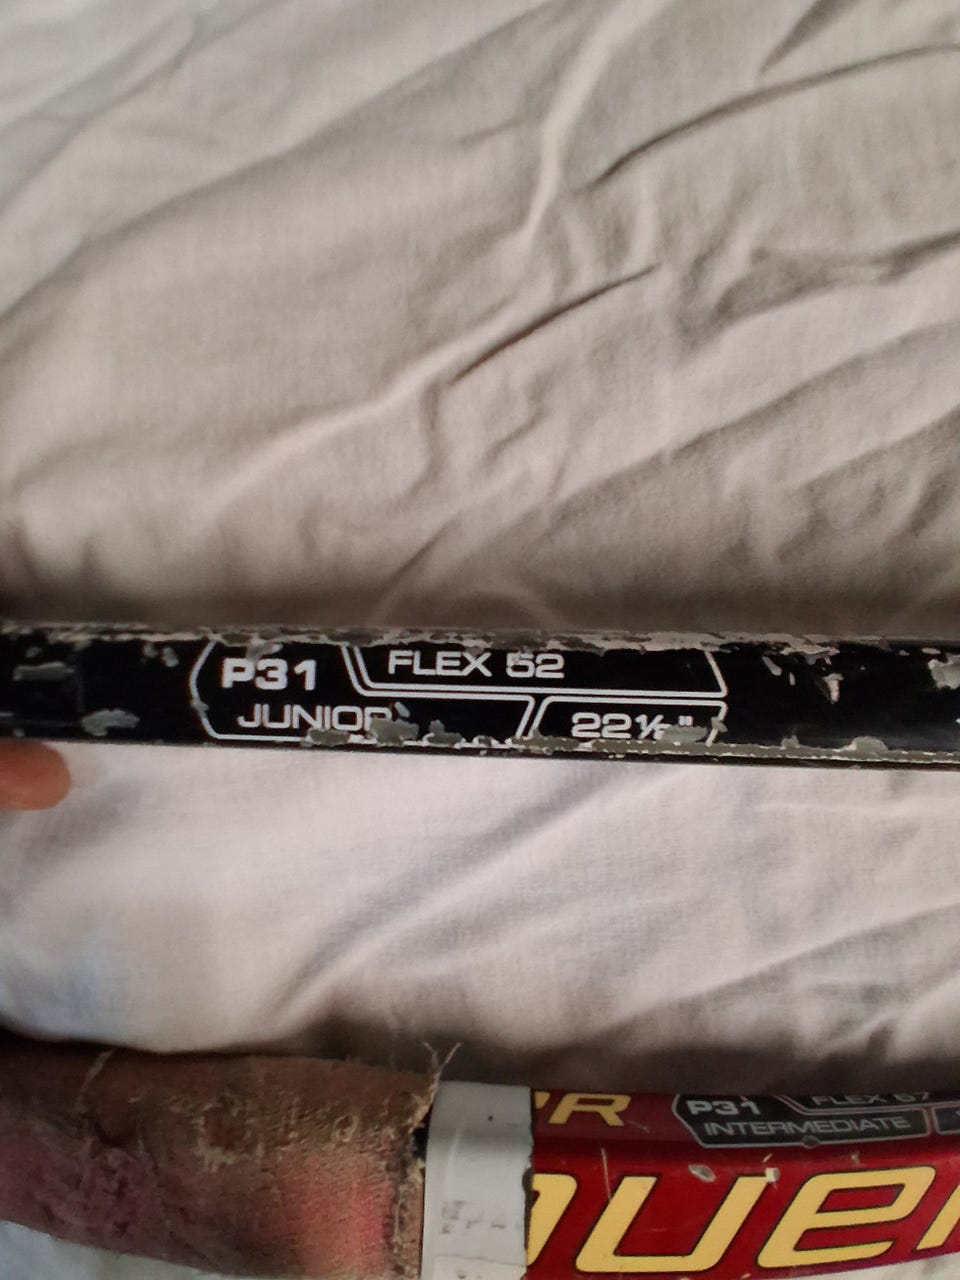 P31 FLEX 52
JUNIOR 22½"
'R P31 FLEX 67
INTERMEDIATE
auer